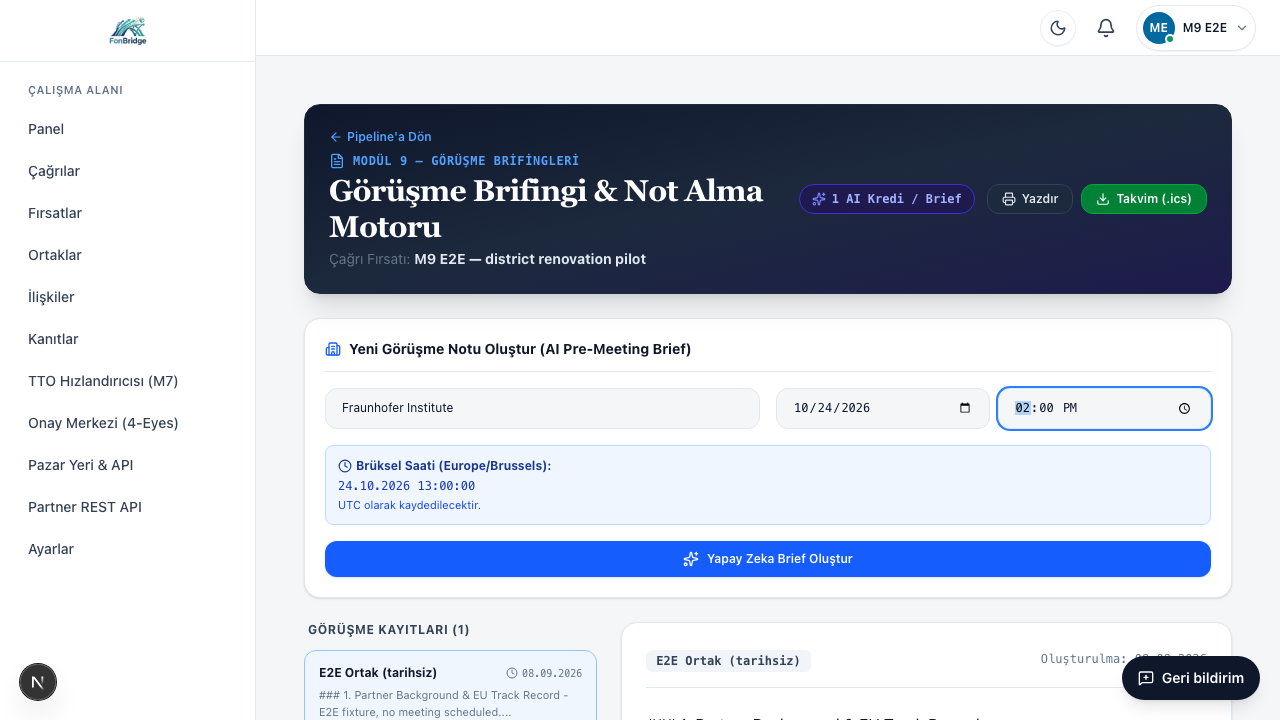 FonBridge
ME
M9 E2E
ÇALIŞMA ALANI
Panel
Çağrılar
Fırsatlar
Ortaklar
İlişkiler
Kanıtlar
TTO Hızlandırıcısı (M7)
Onay Merkezi (4-Eyes)
Pazar Yeri & API
Partner REST API
Ayarlar
N
Pipeline'a Dön
MODÜL 9 — GÖRÜŞME BRİFİNGLERİ
Görüşme Brifingi & Not Alma
Motoru
Çağrı Fırsatı: M9 E2E — district renovation pilot
1 AI Kredi / Brief
Yazdır
Takvim (.ics)
Yeni Görüşme Notu Oluştur (AI Pre-Meeting Brief)
Fraunhofer Institute
10/24/2026
02:00 PM
Brüksel Saati (Europe/Brussels):
24.10.2026 13:00:00
UTC olarak kaydedilecektir.
Yapay Zeka Brief Oluştur
GÖRÜŞME KAYITLARI (1)
E2E Ortak (tarihsiz)
08.09.2026
### 1. Partner Background & EU Track Record -
E2E fixture, no meeting scheduled....
E2E Ortak (tarihsiz)
Oluşturulma:
Geri bildirim